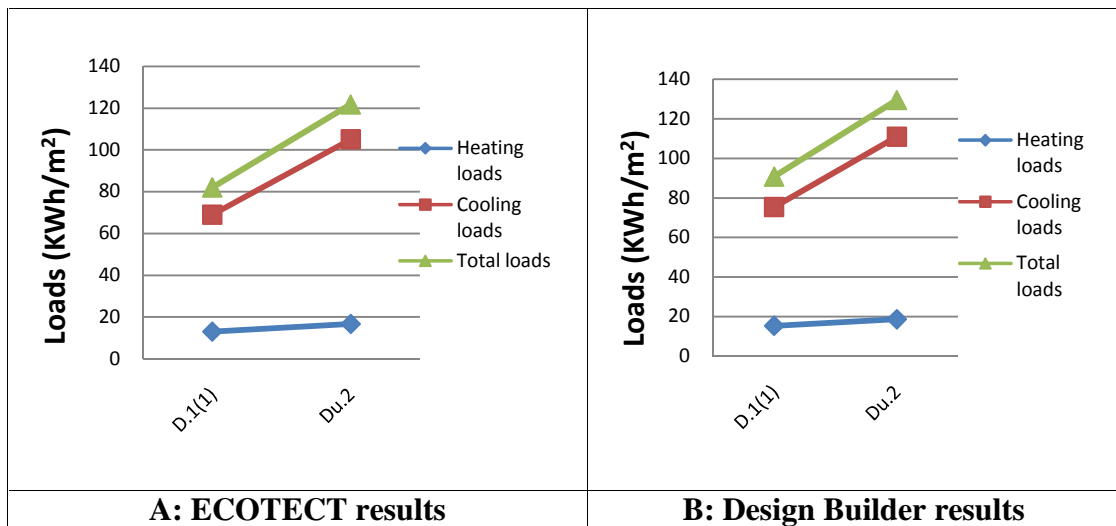 Loads (KWh/m²)
140
120
100
80
60
40
20
0
D.1(1)
Du.2
Heating
loads
Cooling
loads
Total loads
A: ECOTECT results
Loads (KWh/m²)
140
120
100
80
60
40
20
0
D.1(1)
Du.2
Heating
loads
Cooling
loads
Total
loads
B: Design Builder results